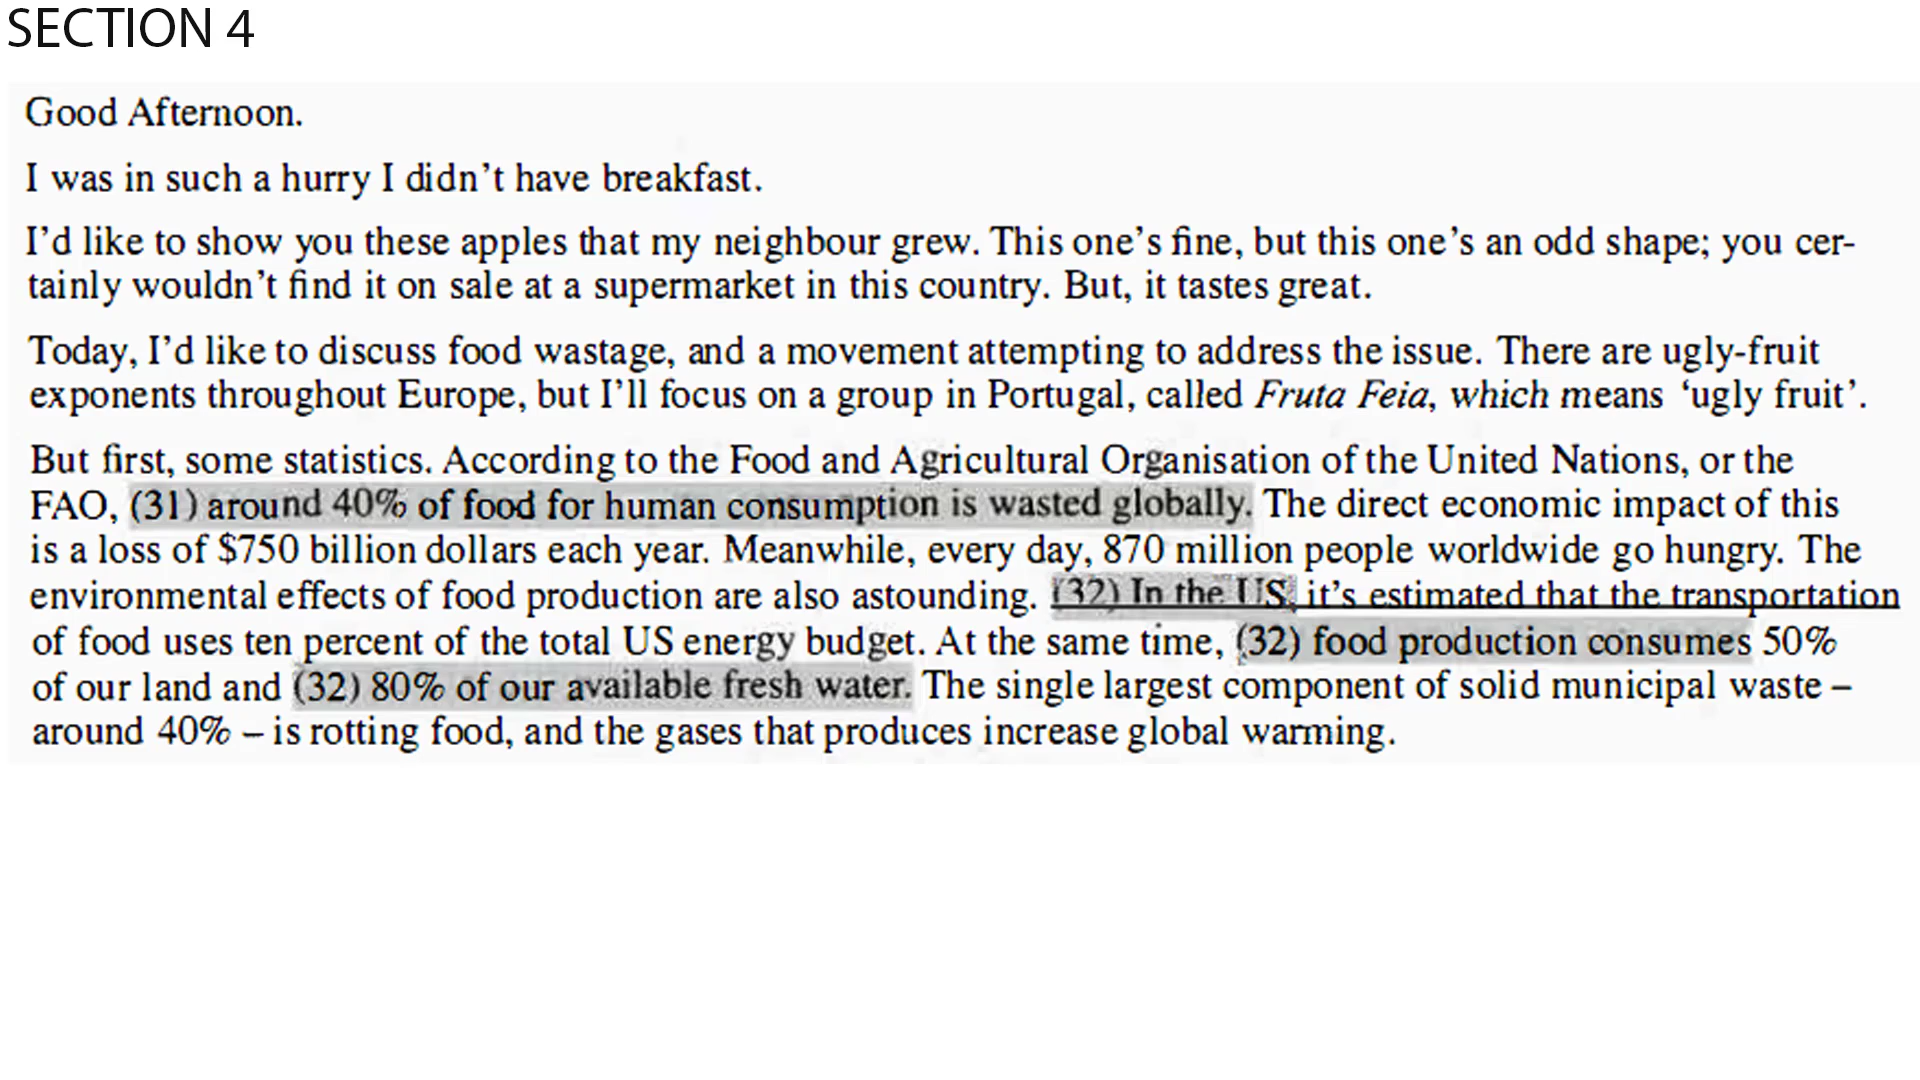 SECTION 4
Good Afternoon.
I was in such a hurry I didn't have breakfast.
I'd like to show you these apples that my neighbour grew. This one's fine, but this one's an odd shape; you cer-
tainly wouldn't find it on sale at a supermarket in this country. But, it tastes great.
Today, I'd like to discuss food wastage, and a movement attempting to address the issue. There are ugly-fruit
exponents throughout Europe, but I'll focus on a group in Portugal, called Fruta Feia, which means 'ugly fruit'.
But first, some statistics. According to the Food and Agricultural Organisation of the United Nations, or the
FAO, (31) around 40% of food for human consumption is wasted globally. The direct economic impact of this
is a loss of $750 billion dollars each year. Meanwhile, every day, 870 million people worldwide go hungry. The
environmental effects of food production are also astounding. (32) In the US, it's estimated that the transportation
of food uses ten percent of the total US energy budget. At the same time, (32) food production consumes 50%
of our land and (32) 80% of our available fresh water. The single largest component of solid municipal waste –
around 40% – is rotting food, and the gases that produces increase global warming.